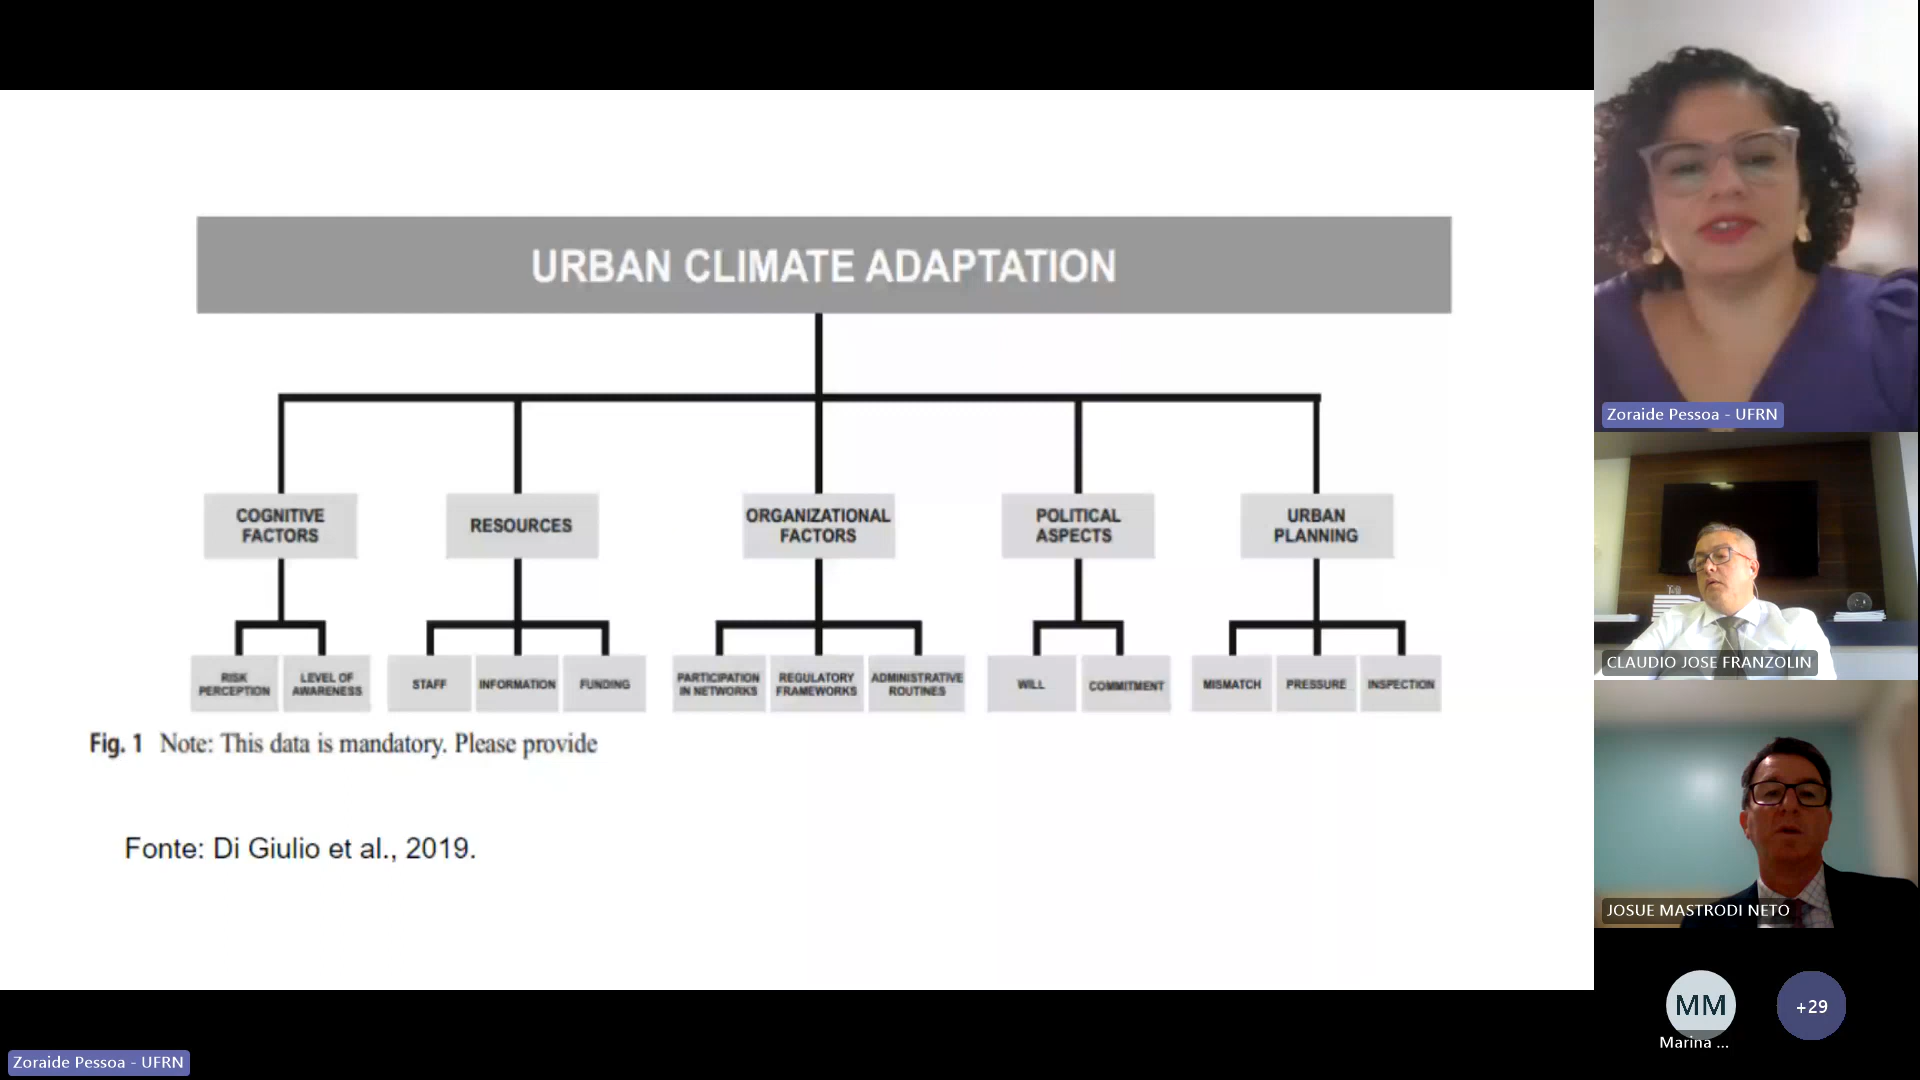 URBAN CLIMATE ADAPTATION
COGNITIVE
FACTORS
RESOURCES
ORGANIZATIONAL
FACTORS
POLITICAL
ASPECTS
URBAN
PLANNING
RISK
PERCEPTION
LEVEL OF
AWARENESS
STAFF
INFORMATION
FUNDING
PARTICIPATION
IN NETWORKS
REGULATORY
FRAMEWORKS
ADMINISTRATIVE
ROUTINES
WILL
COMMITMENT
MISMATCH
PRESSURE
INSPECTION
Fig. 1 Note: This data is mandatory. Please provide
Fonte: Di Giulio et al., 2019.
Zoraide Pessoa - UFRN
Zoraide Pessoa - UFRN
CLAUDIO JOSE FRANZOLIN
JOSUE MASTRODI NETO
MM
Marina ...
+29